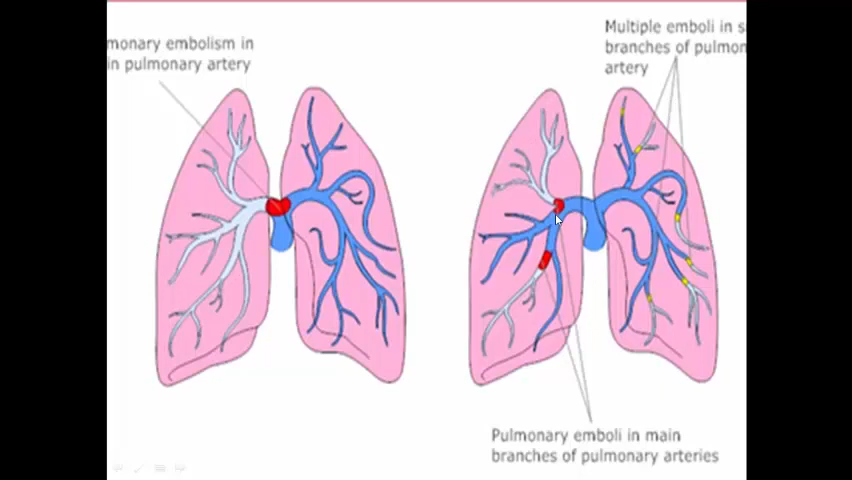 monary embolism in
in pulmonary artery
Multiple emboli in s
branches of pulmon
artery
Pulmonary emboli in main
branches of pulmonary arteries